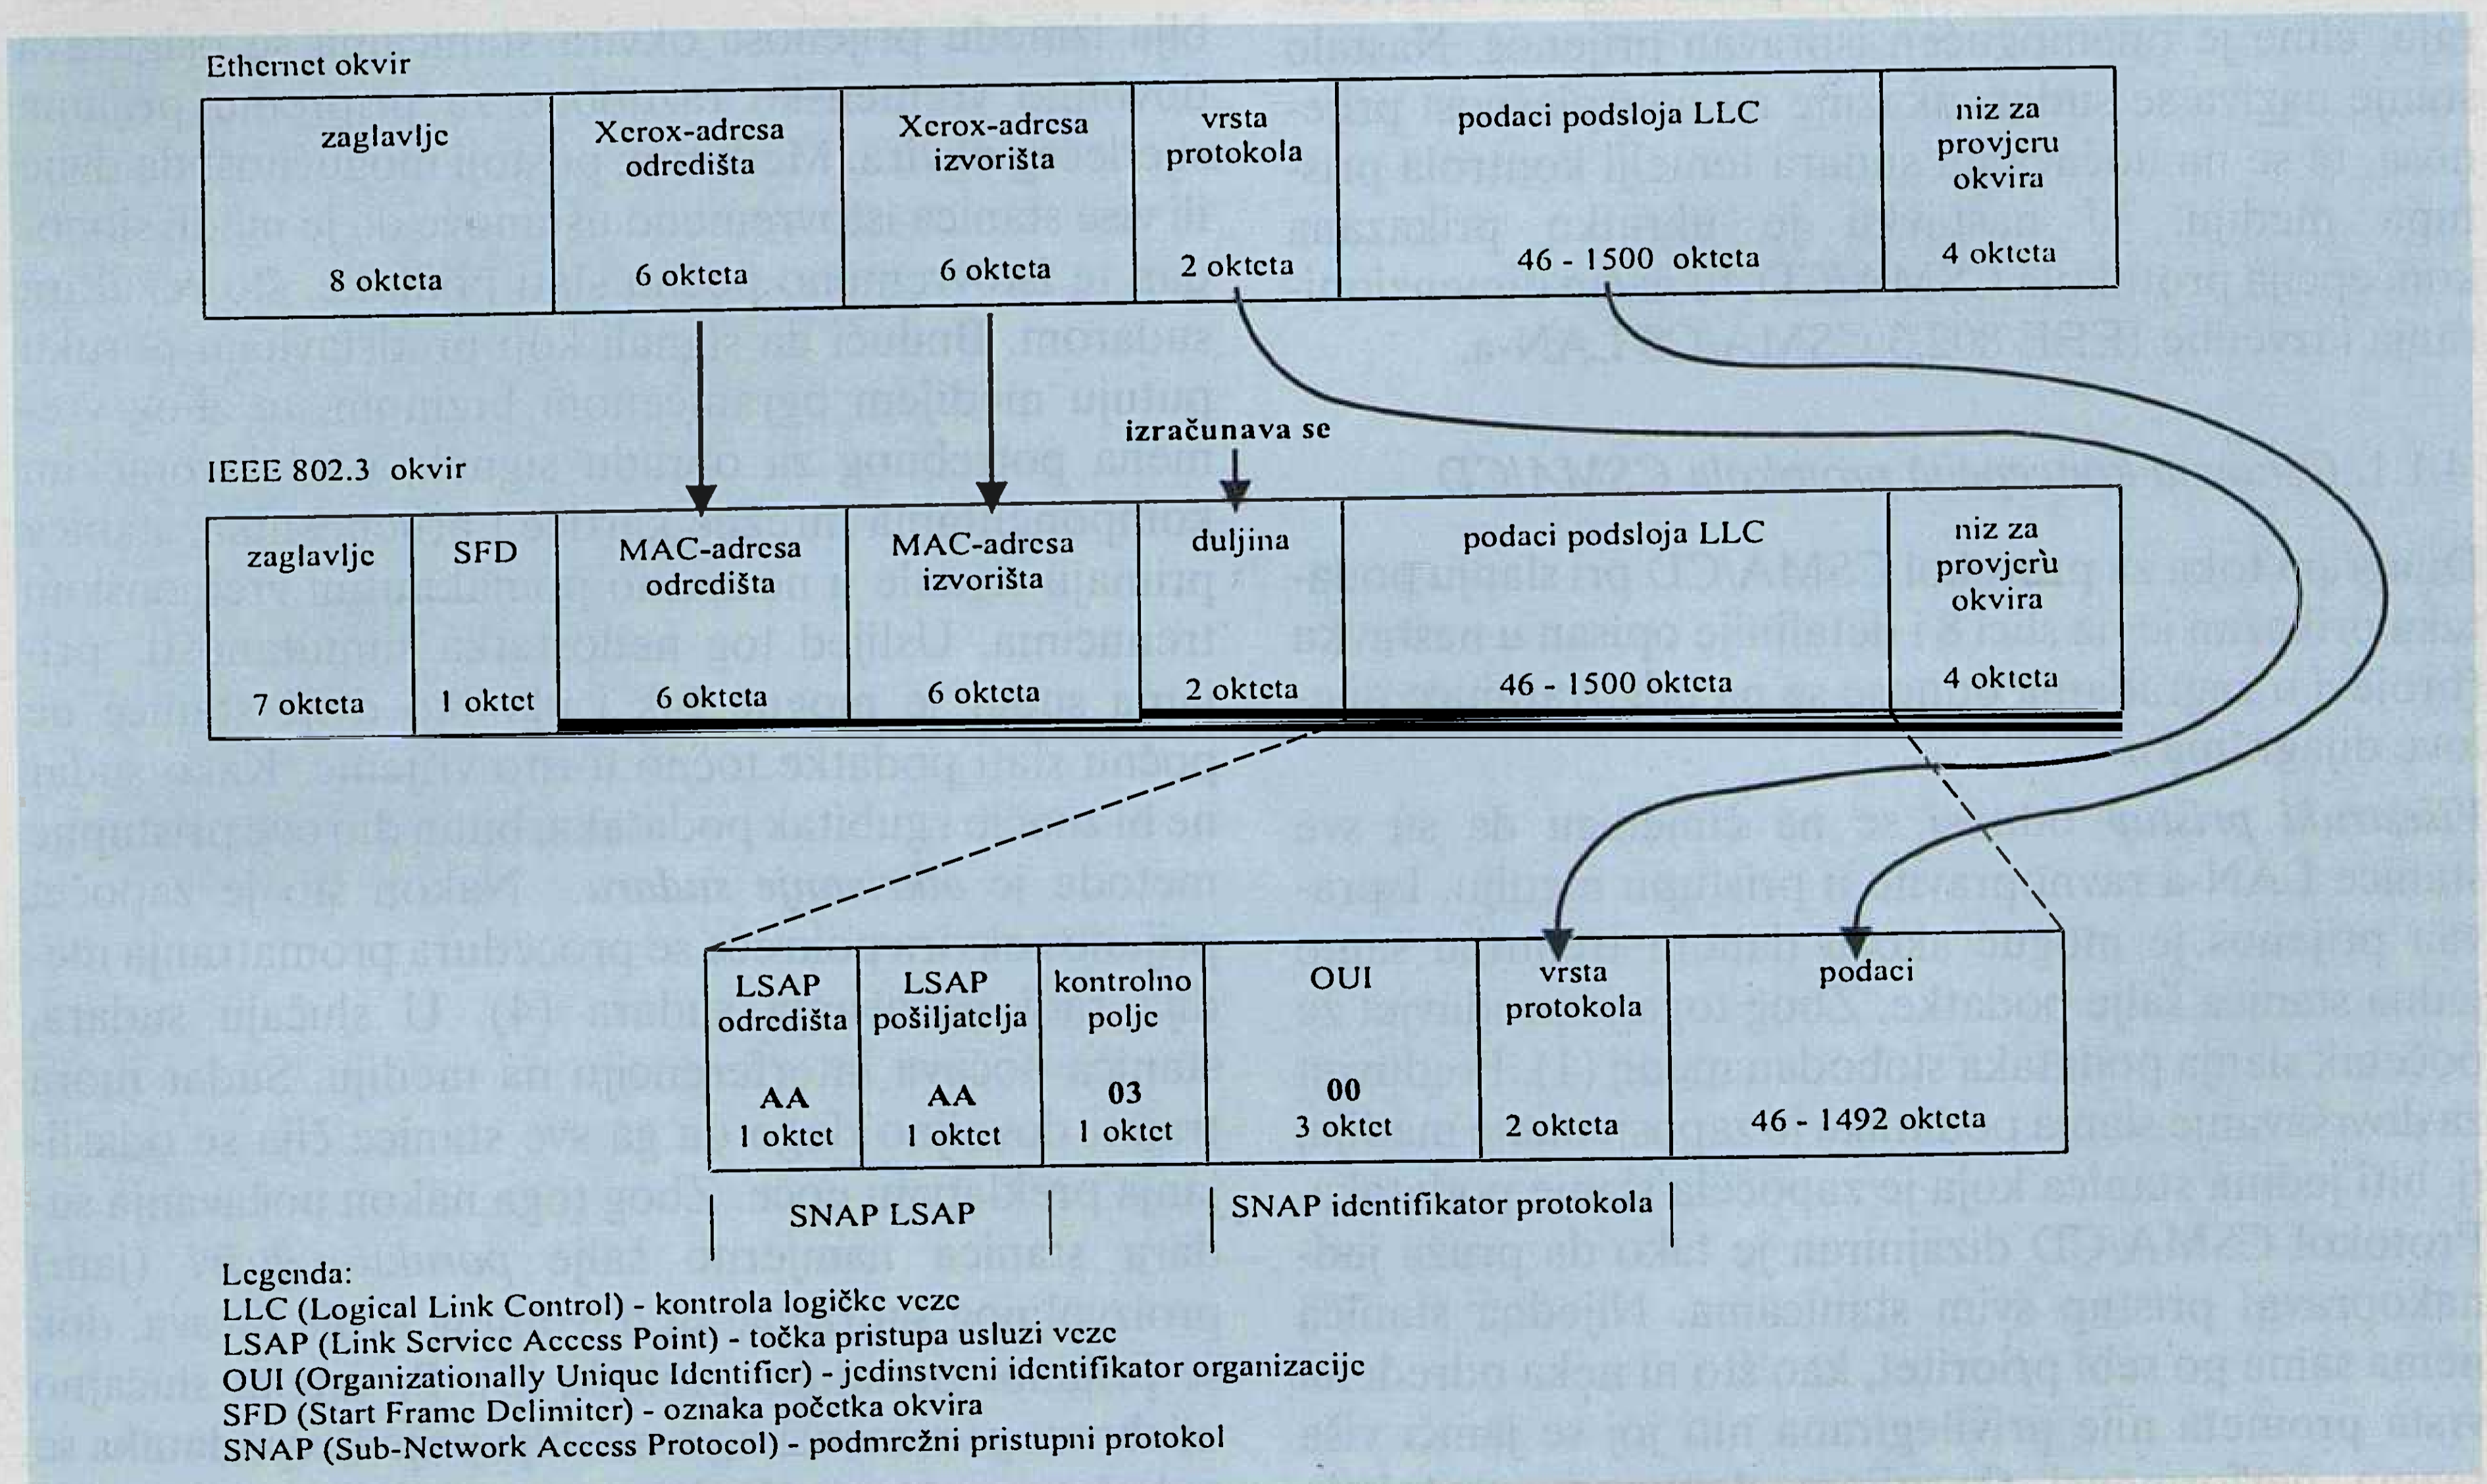 Ethernet okvir
zaglavlje
8 okteta
Xerox-adresa
odredišta
6 okteta
Xerox-adresa
izvorišta
6 okteta
vrsta
protokola
2 okteta
podaci podsloja LLC
46 - 1500 okteta
niz za
provjeru
okvira
4 okteta
izračunava se
IEEE 802.3 okvir
zaglavlje
7 okteta
SFD
1 oktet
MAC-adresa
odredišta
6 okteta
MAC-adresa
izvorišta
6 okteta
duljina
2 okteta
podaci podsloja LLC
46 - 1500 okteta
niz za
provjeru
okvira
4 okteta
LSAP
odredišta
AA
1 oktet
LSAP
pošiljatelja
AA
1 oktet
kontrolno
polje
03
1 oktet
OUI
00
3 oktet
vrsta
protokola
2 okteta
podaci
46 - 1492 okteta
SNAP LSAP
SNAP identifikator protokola
Legenda:
LLC (Logical Link Control) - kontrola logičke veze
LSAP (Link Service Access Point) - točka pristupa usluzi veze
OUI (Organizationally Unique Identifier) - jedinstveni identifikator organizacije
SFD (Start Frame Delimiter) - oznaka početka okvira
SNAP (Sub-Network Access Protocol) - podmrežni pristupni protokol